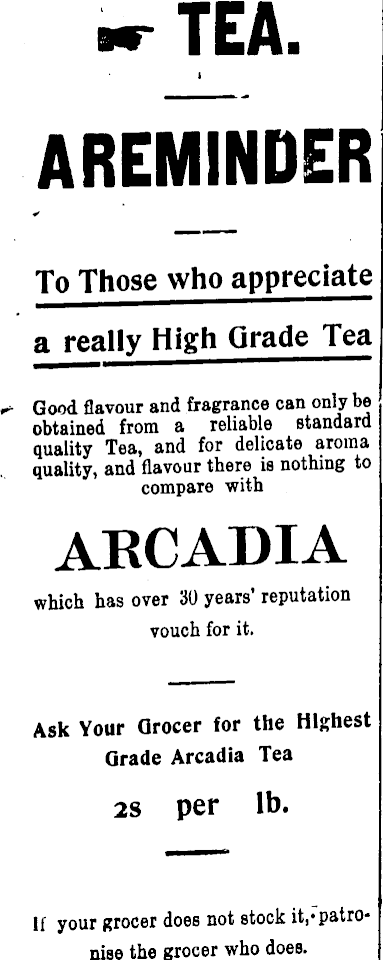 ☛ TEA.
A REMINDER
To Those who appreciate
a really High Grade Tea
Good flavour and fragrance can only be
obtained from a reliable standard
quality Tea, and for delicate aroma
quality, and flavour there is nothing to
compare with
ARCADIA
which has over 30 years' reputation
vouch for it.
Ask Your Grocer for the Highest
Grade Arcadia Tea
2s per lb.
If your grocer does not stock it, patro-
nise the grocer who does.